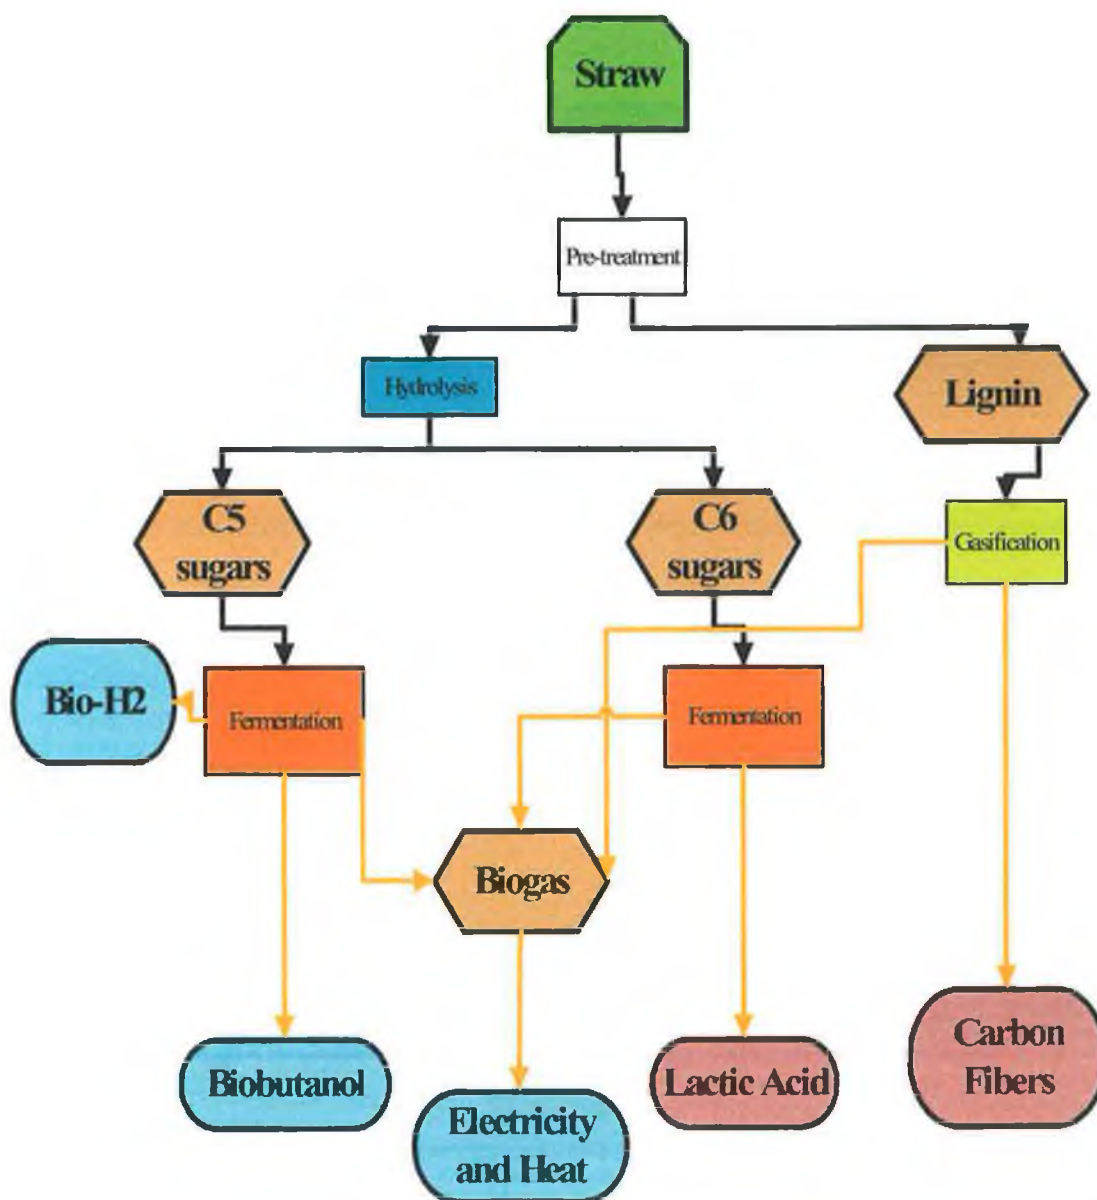 Straw
Pre-treatment
Hydrolysis
Lignin
C5
sugars
C6
sugars
Gasification
Bio-H2
Fermentation
Fermentation
Biogas
Biobutanol
Lactic Acid
Carbon
Fibers
Electricity
and Heat